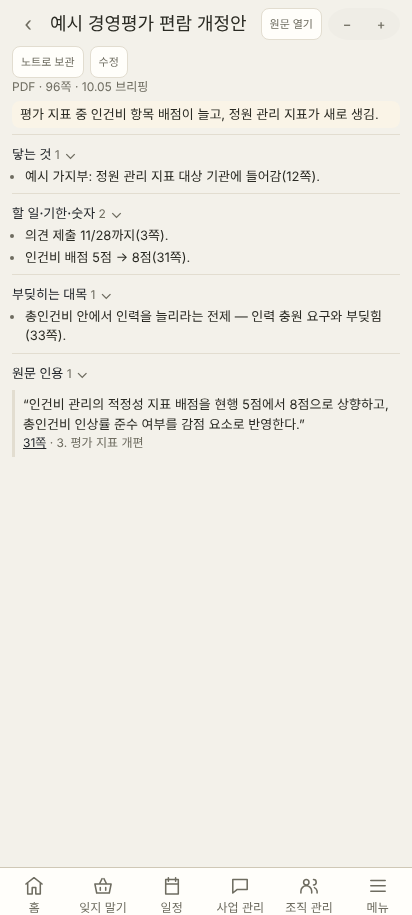 예시 경영평가 편람 개정안
원문 열기
− +
노트로 보관 수정
PDF · 96쪽 · 10.05 브리핑
평가 지표 중 인건비 항목 배점이 늘고, 정원 관리 지표가 새로 생김.
닿는 것 1
• 예시 가지부: 정원 관리 지표 대상 기관에 들어감(12쪽).
할 일·기한·숫자 2
• 의견 제출 11/28까지(3쪽).
• 인건비 배점 5점 → 8점(31쪽).
부딪히는 대목 1
• 총인건비 안에서 인력을 늘리라는 전제 — 인력 충원 요구와 부딪힘
(33쪽).
원문 인용 1
“인건비 관리의 적정성 지표 배점을 현행 5점에서 8점으로 상향하고,
총인건비 인상률 준수 여부를 감점 요소로 반영한다.”
31쪽 · 3. 평가 지표 개편
홈 잊지 말기 일정 사업 관리 조직 관리 메뉴